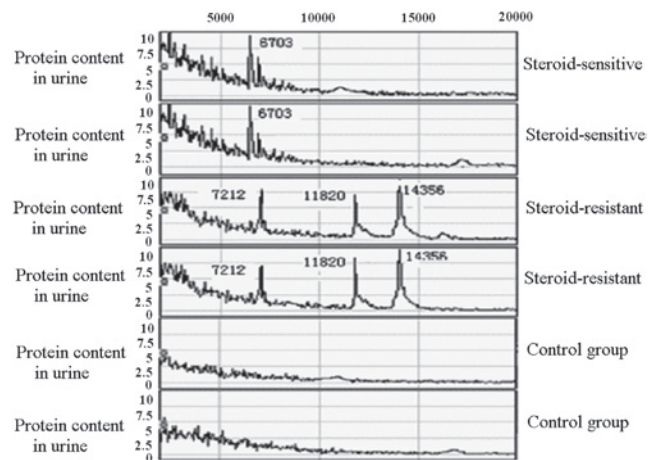 5000 10000 15000 20000
Protein content
in urine
10
7.5
5
2.5
0
6703
Steroid-sensitive
Protein content
in urine
10
7.5
5
2.5
0
6703
Steroid-sensitive
Protein content
in urine
10
7.5
5
2.5
0
7212 11820 14356
Steroid-resistant
Protein content
in urine
10
7.5
5
2.5
0
7212 11820 14356
Steroid-resistant
Protein content
in urine
10
7.5
5
2.5
0
Control group
Protein content
in urine
10
7.5
5
2.5
0
Control group